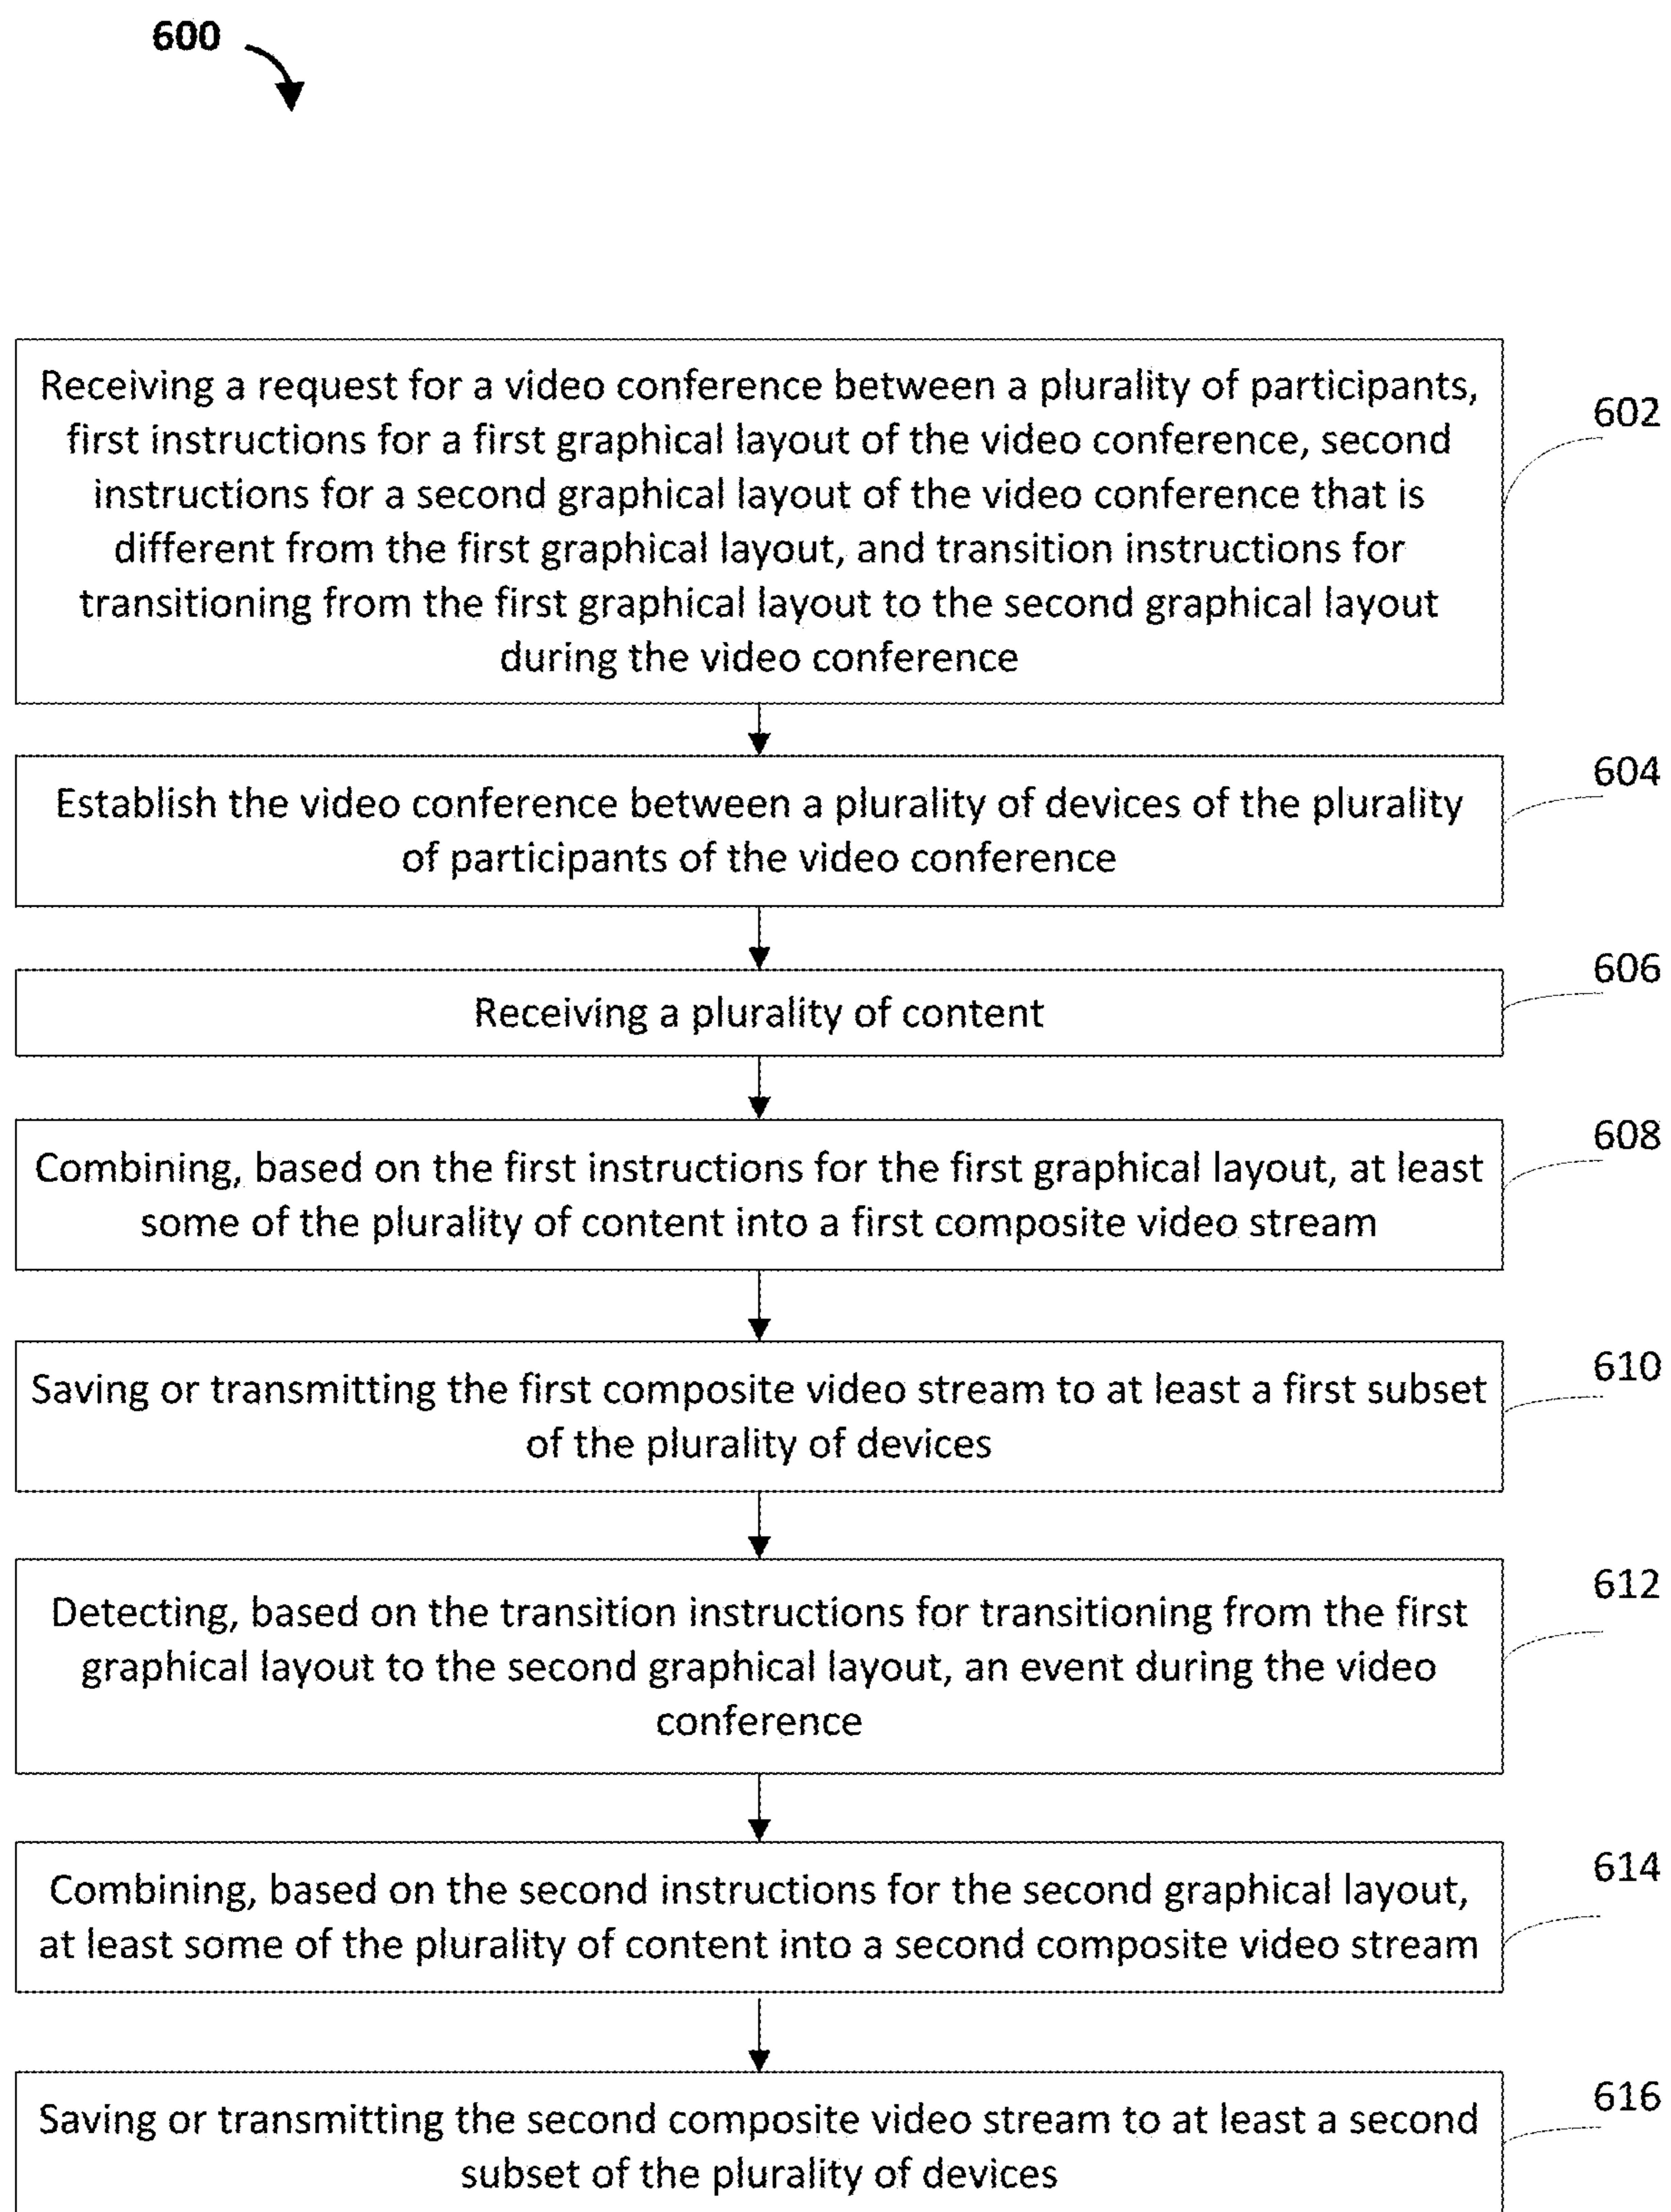 600
Receiving a request for a video conference between a plurality of participants,
first instructions for a first graphical layout of the video conference, second
instructions for a second graphical layout of the video conference that is
different from the first graphical layout, and transition instructions for
transitioning from the first graphical layout to the second graphical layout
during the video conference
602
Establish the video conference between a plurality of devices of the plurality
of participants of the video conference
604
Receiving a plurality of content
606
Combining, based on the first instructions for the first graphical layout, at least
some of the plurality of content into a first composite video stream
608
Saving or transmitting the first composite video stream to at least a first subset
of the plurality of devices
610
Detecting, based on the transition instructions for transitioning from the first
graphical layout to the second graphical layout, an event during the video
conference
612
Combining, based on the second instructions for the second graphical layout,
at least some of the plurality of content into a second composite video stream
614
Saving or transmitting the second composite video stream to at least a second
subset of the plurality of devices
616